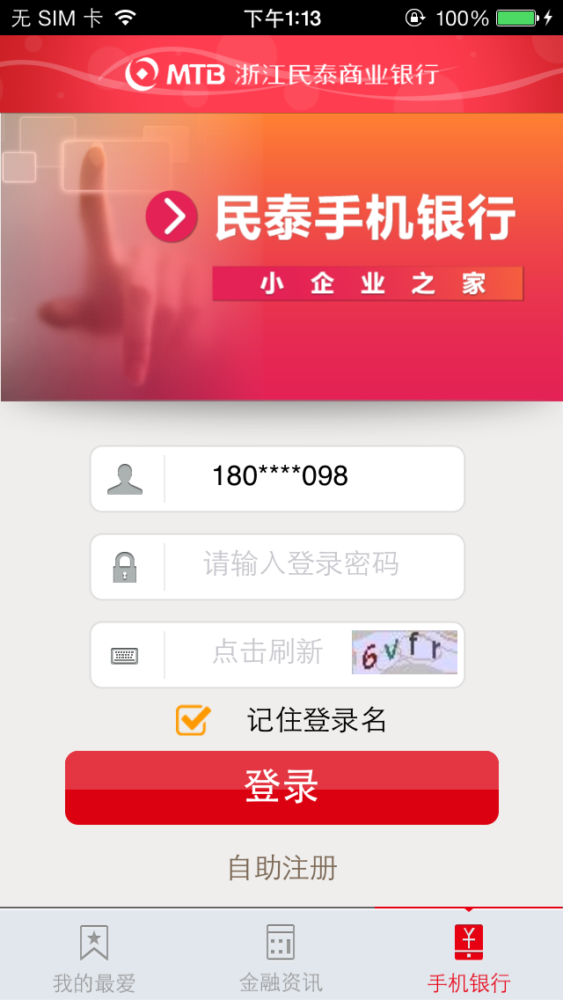 无 SIM 卡 下午1:13 100%
MTB 浙江民泰商业银行
民泰手机银行
小企业之家
180****098
请输入登录密码
点击刷新 6vfr
记住登录名
登录
自助注册
我的最爱 金融资讯 手机银行